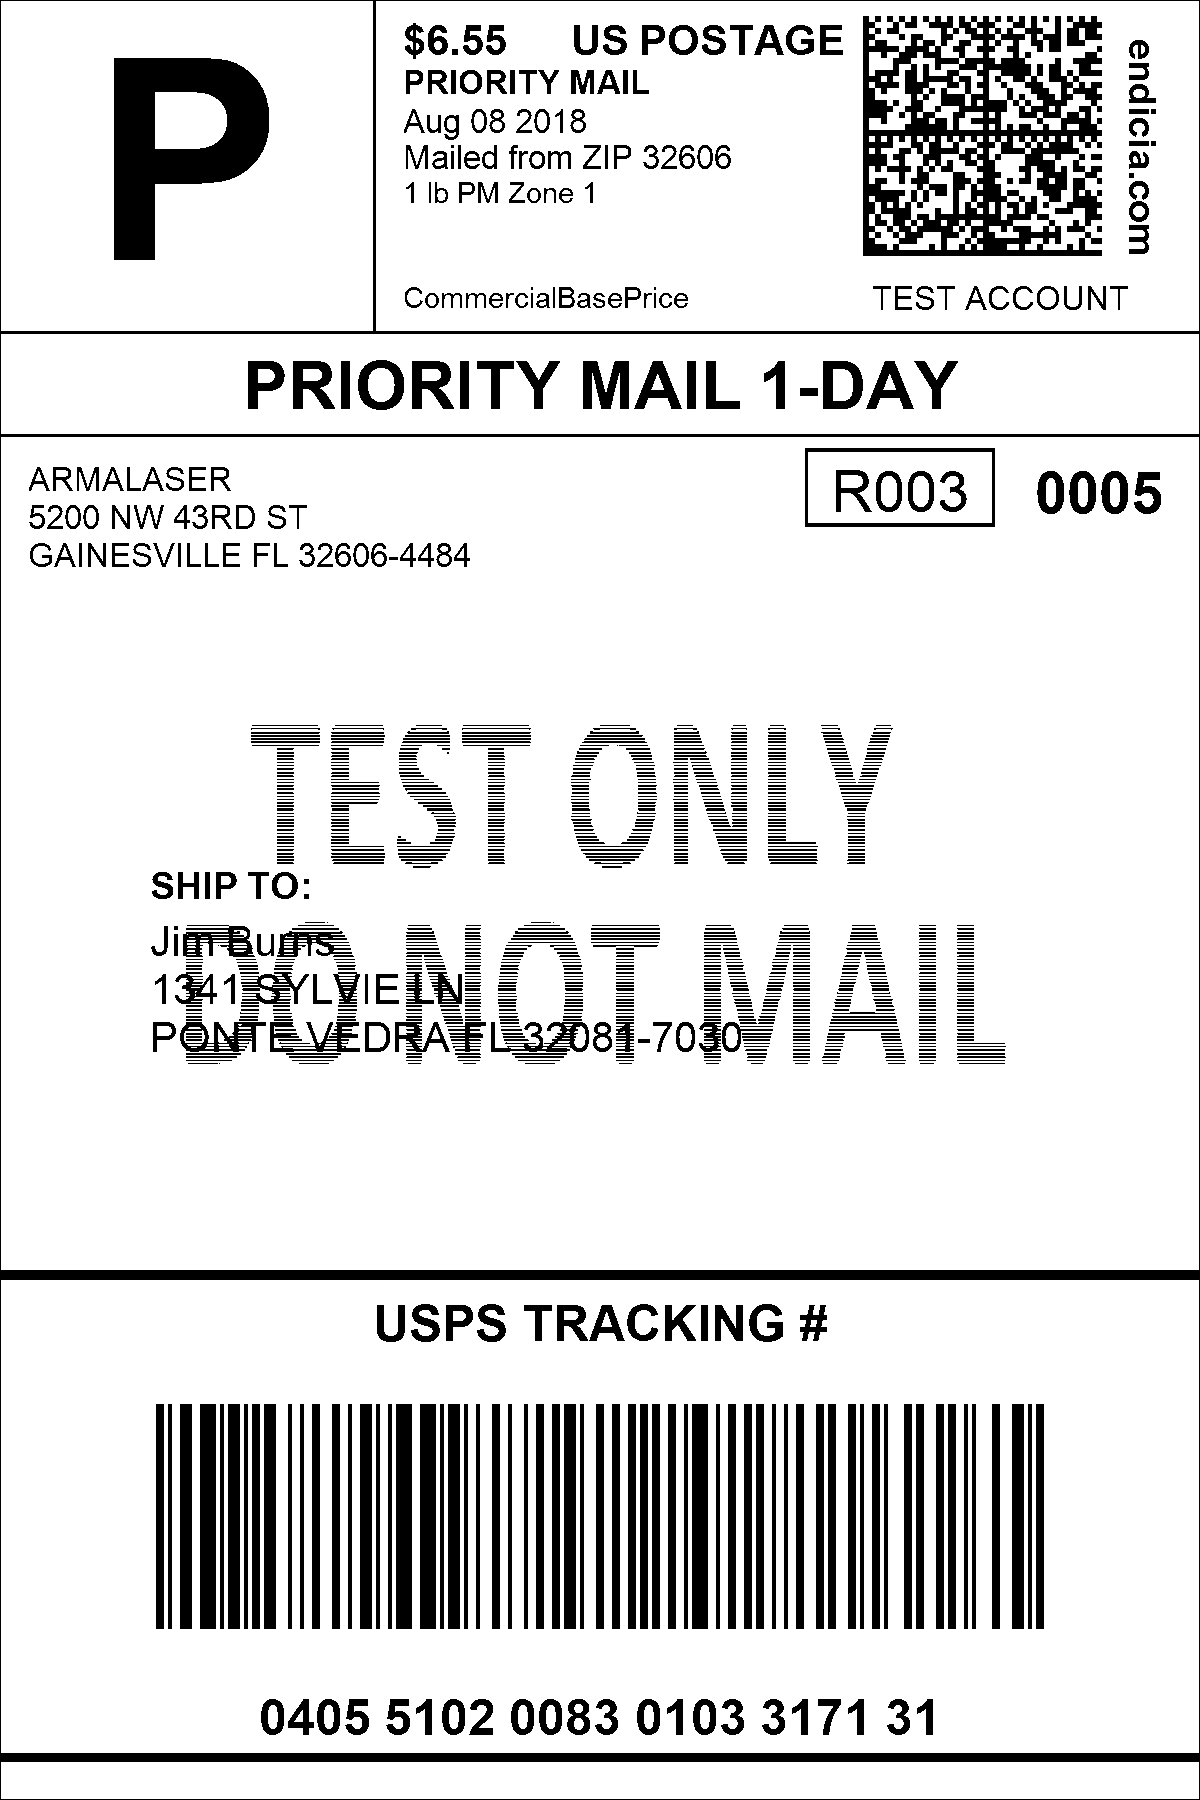 P
$6.55 US POSTAGE
PRIORITY MAIL
Aug 08 2018
Mailed from ZIP 32606
1 lb PM Zone 1
CommercialBasePrice
endicia.com
TEST ACCOUNT
PRIORITY MAIL 1-DAY
ARMALASER
5200 NW 43RD ST
GAINESVILLE FL 32606-4484
R003 0005
TEST ONLY
SHIP TO:
DO NOT MAIL
Jim Burns
1341 SYLVIE LN
PONTE VEDRA FL 32081-7030
USPS TRACKING #
0405 5102 0083 0103 3171 31